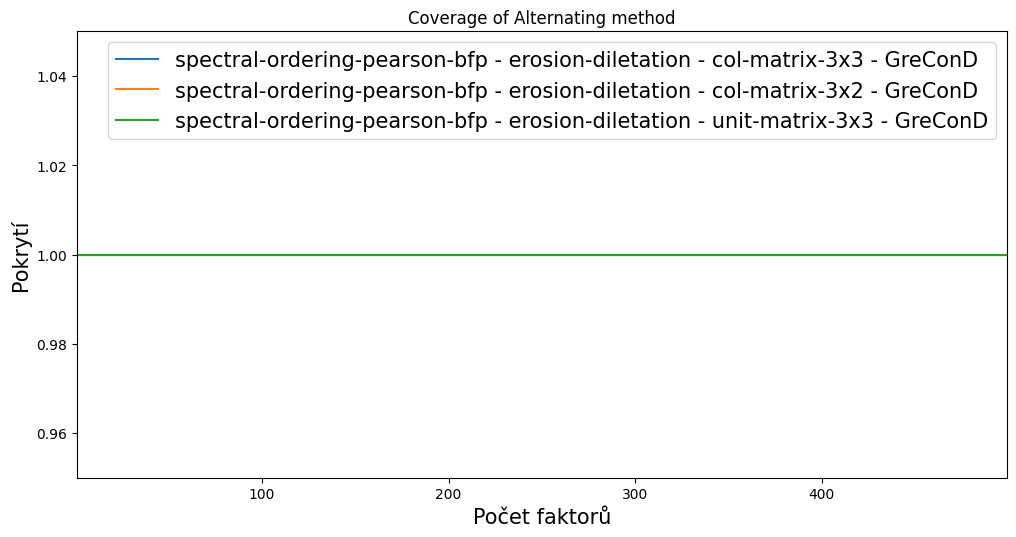 Coverage of Alternating method
spectral-ordering-pearson-bfp - erosion-diletation - col-matrix-3x3 - GreConD
spectral-ordering-pearson-bfp - erosion-diletation - col-matrix-3x2 - GreConD
spectral-ordering-pearson-bfp - erosion-diletation - unit-matrix-3x3 - GreConD
Pokrytí
1.04
1.02
1.00
0.98
0.96
100 200 300 400
Počet faktorů